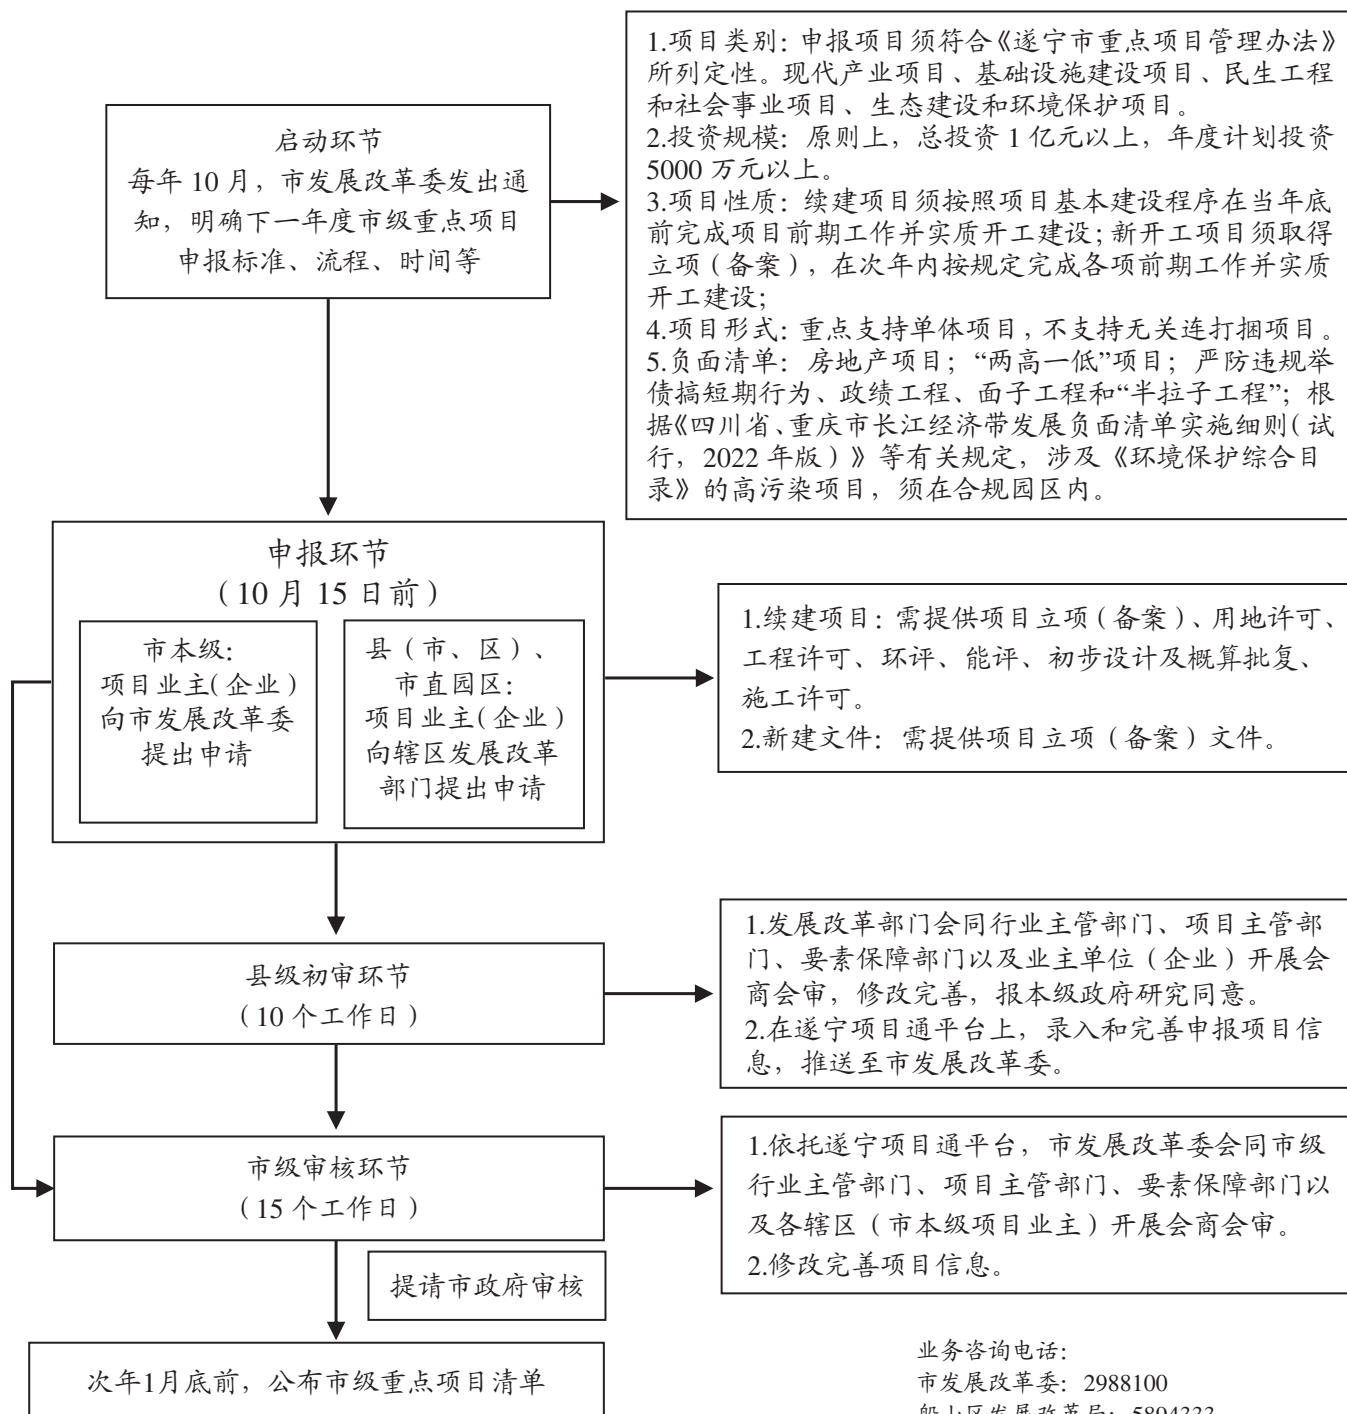 启动环节
每年 10 月，市发展改革委发出通
知，明确下一年度市级重点项目
申报标准、流程、时间等
1.项目类别：申报项目须符合《遂宁市重点项目管理办法》
所列定性。现代产业项目、基础设施建设项目、民生工程
和社会事业项目、生态建设和环境保护项目。
2.投资规模：原则上，总投资 1 亿元以上，年度计划投资
5000 万元以上。
3.项目性质：续建项目须按照项目基本建设程序在当年底
前完成项目前期工作并实质开工建设；新开工项目须取得
立项（备案），在次年内按规定完成各项前期工作并实质
开工建设；
4.项目形式：重点支持单体项目，不支持无关连打捆项目。
5.负面清单：房地产项目；“两高一低”项目；严防违规举
债搞短期行为、政绩工程、面子工程和“半拉子工程”；根
据《四川省、重庆市长江经济带发展负面清单实施细则（试
行，2022 年版）》等有关规定，涉及《环境保护综合目
录》的高污染项目，须在合规园区内。
申报环节
（10 月 15 日前）
市本级：
项目业主（企业）
向市发展改革委
提出申请
县（市、区）、
市直园区：
项目业主（企业）
向辖区发展改革
部门提出申请
1.续建项目：需提供项目立项（备案）、用地许可、
工程许可、环评、能评、初步设计及概算批复、
施工许可。
2.新建文件：需提供项目立项（备案）文件。
县级初审环节
（10 个工作日）
1.发展改革部门会同行业主管部门、项目主管部
门、要素保障部门以及业主单位（企业）开展会
商会审，修改完善，报本级政府研究同意。
2.在遂宁项目通平台上，录入和完善申报项目信
息，推送至市发展改革委。
市级审核环节
（15 个工作日）
1.依托遂宁项目通平台，市发展改革委会同市级
行业主管部门、项目主管部门、要素保障部门以
及各辖区（市本级项目业主）开展会商会审。
2.修改完善项目信息。
提请市政府审核
次年1月底前，公布市级重点项目清单
业务咨询电话：
市发展改革委：2988100
船山区发展改革局：5894333